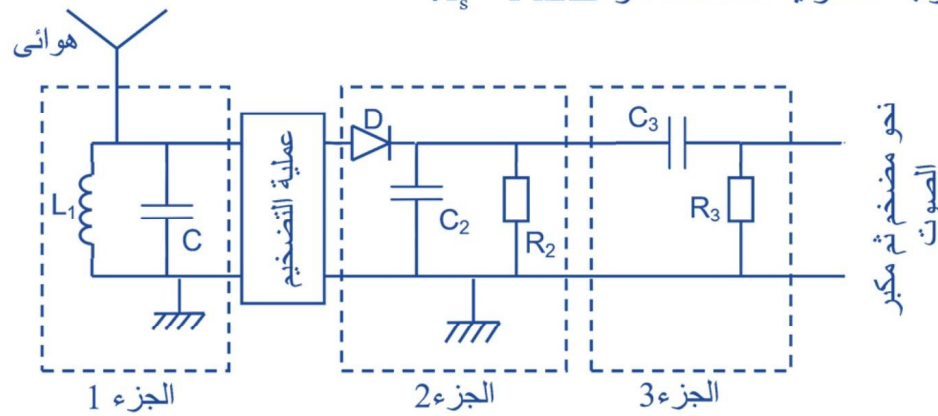 هوائي
L₁
C
عملية التضخيم
D
C₂
R₂
C₃
R₃
نحو مضخم ثم مكبر
الصوت
الجزء 1
الجزء2
الجزء3